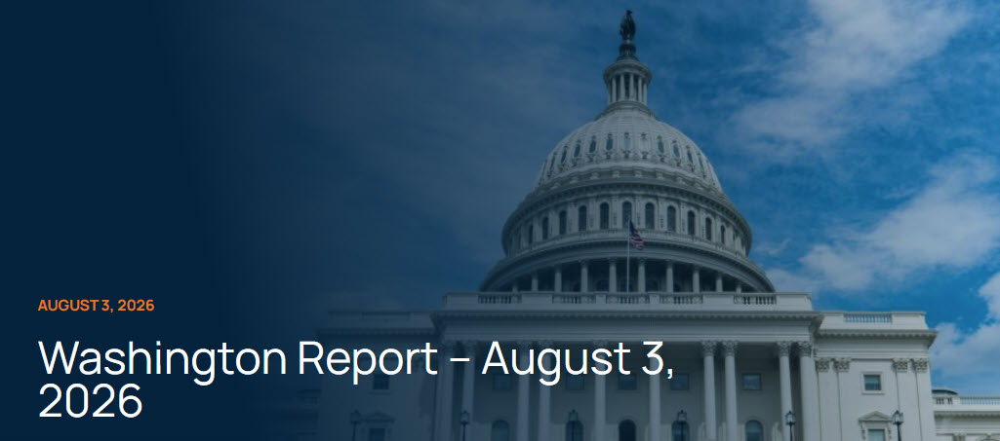 AUGUST 3, 2026
Washington Report – August 3,
2026